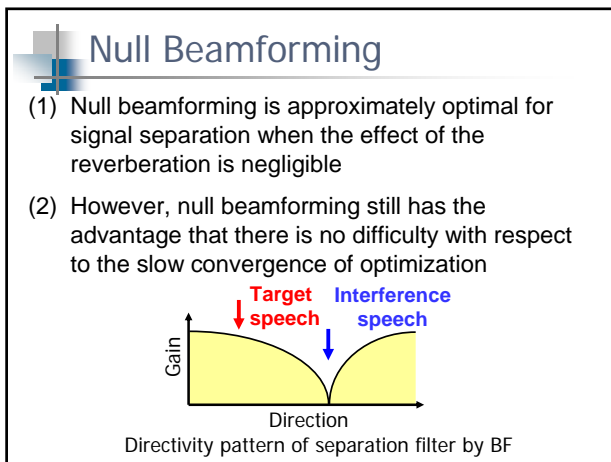 Null Beamforming
(1) Null beamforming is approximately optimal for
signal separation when the effect of the
reverberation is negligible
(2) However, null beamforming still has the
advantage that there is no difficulty with respect
to the slow convergence of optimization
Target
speech
Interference
speech
Gain
Direction
Directivity pattern of separation filter by BF